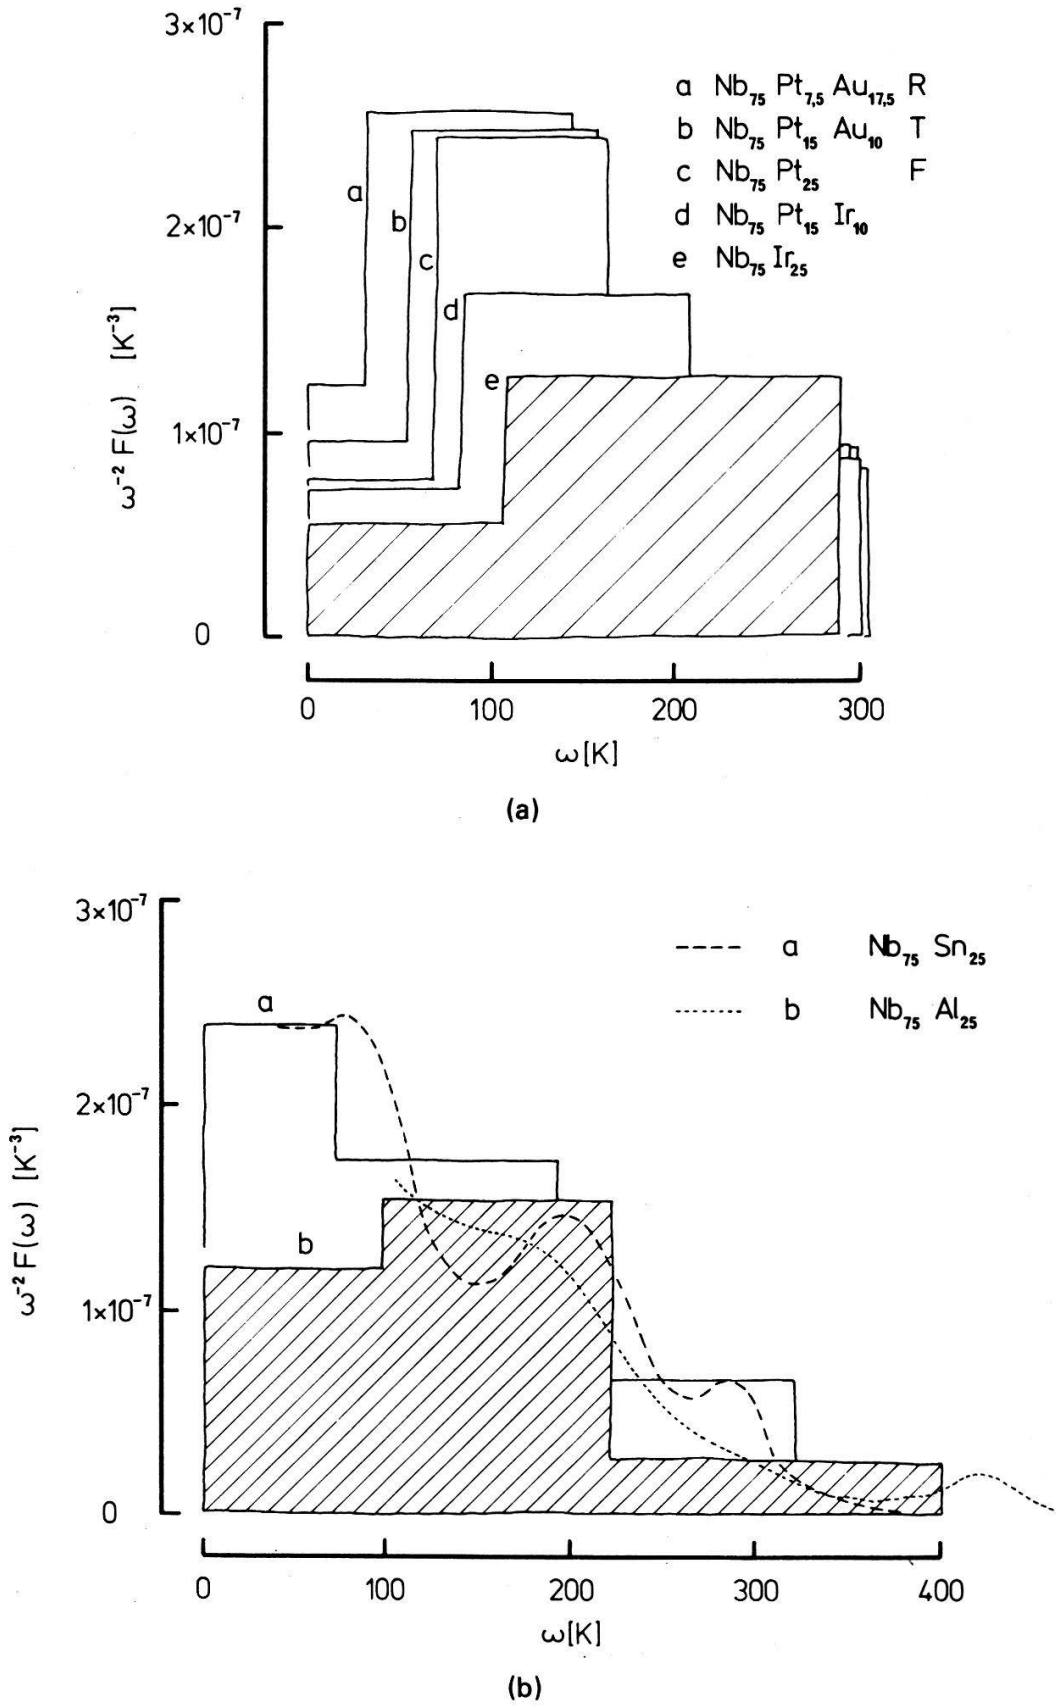 3×10⁻⁷
2×10⁻⁷
1×10⁻⁷
0
ω⁻² F(ω) [K⁻³]
a Nb₇₅ Pt₇,₅ Au₁₇,₅ R
b Nb₇₅ Pt₁₅ Au₁₀ T
c Nb₇₅ Pt₂₅ F
d Nb₇₅ Pt₁₅ Ir₁₀
e Nb₇₅ Ir₂₅
a
b
c
d
e
0 100 200 300
ω[K]
(a)
3×10⁻⁷
2×10⁻⁷
1×10⁻⁷
0
ω⁻² F(ω) [K⁻³]
a Nb₇₅ Sn₂₅
b Nb₇₅ Al₂₅
a
b
0 100 200 300 400
ω[K]
(b)